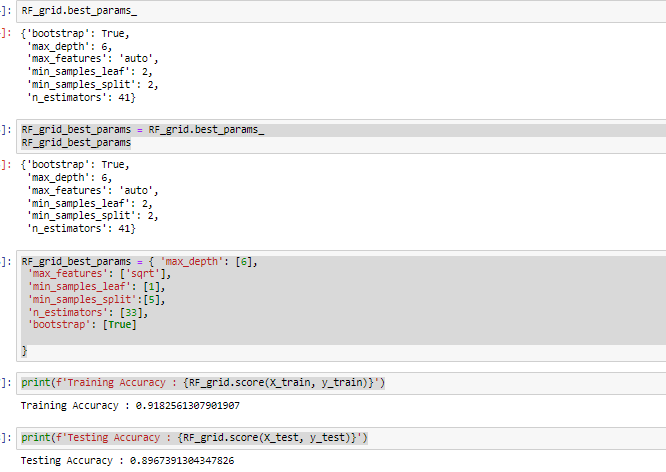 ]: RF_grid.best_params_
]: {'bootstrap': True,
'max_depth': 6,
'max_features': 'auto',
'min_samples_leaf': 2,
'min_samples_split': 2,
'n_estimators': 41}
]: RF_grid_best_params = RF_grid.best_params_
RF_grid_best_params
]: {'bootstrap': True,
'max_depth': 6,
'max_features': 'auto',
'min_samples_leaf': 2,
'min_samples_split': 2,
'n_estimators': 41}
]: RF_grid_best_params = { 'max_depth': [6],
'max_features': ['sqrt'],
'min_samples_leaf': [1],
'min_samples_split':[5],
'n_estimators': [33],
'bootstrap': [True]
}
]: print(f'Training Accuracy : {RF_grid.score(X_train, y_train)}')
Training Accuracy : 0.9182561307901907
]: print(f'Testing Accuracy : {RF_grid.score(X_test, y_test)}')
Testing Accuracy : 0.8967391304347826